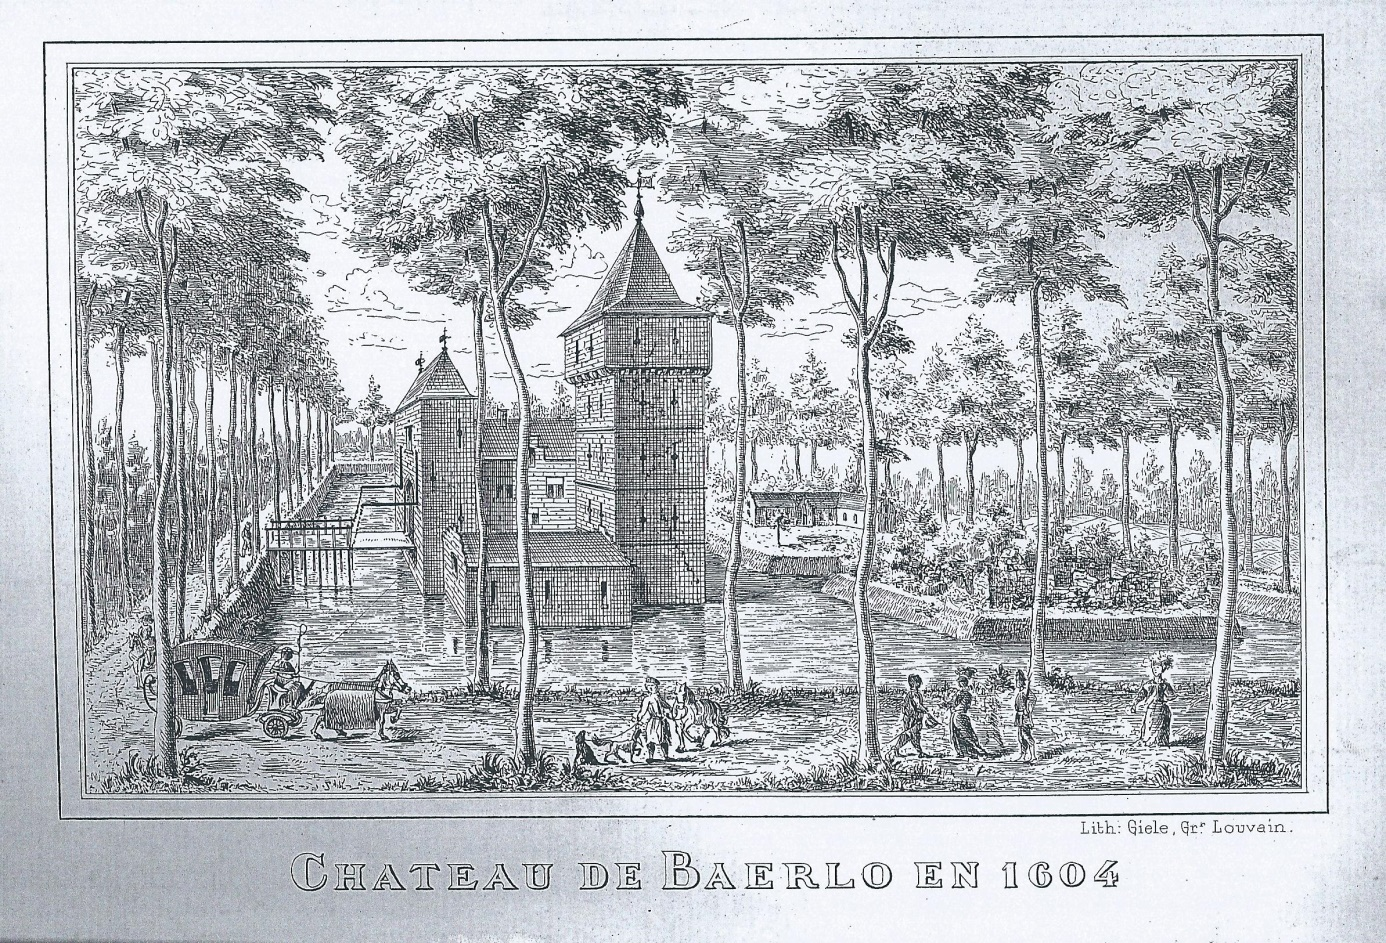 Lith: Giele, Gr.r Louvain.
CHATEAU DE BAERLO EN 1604